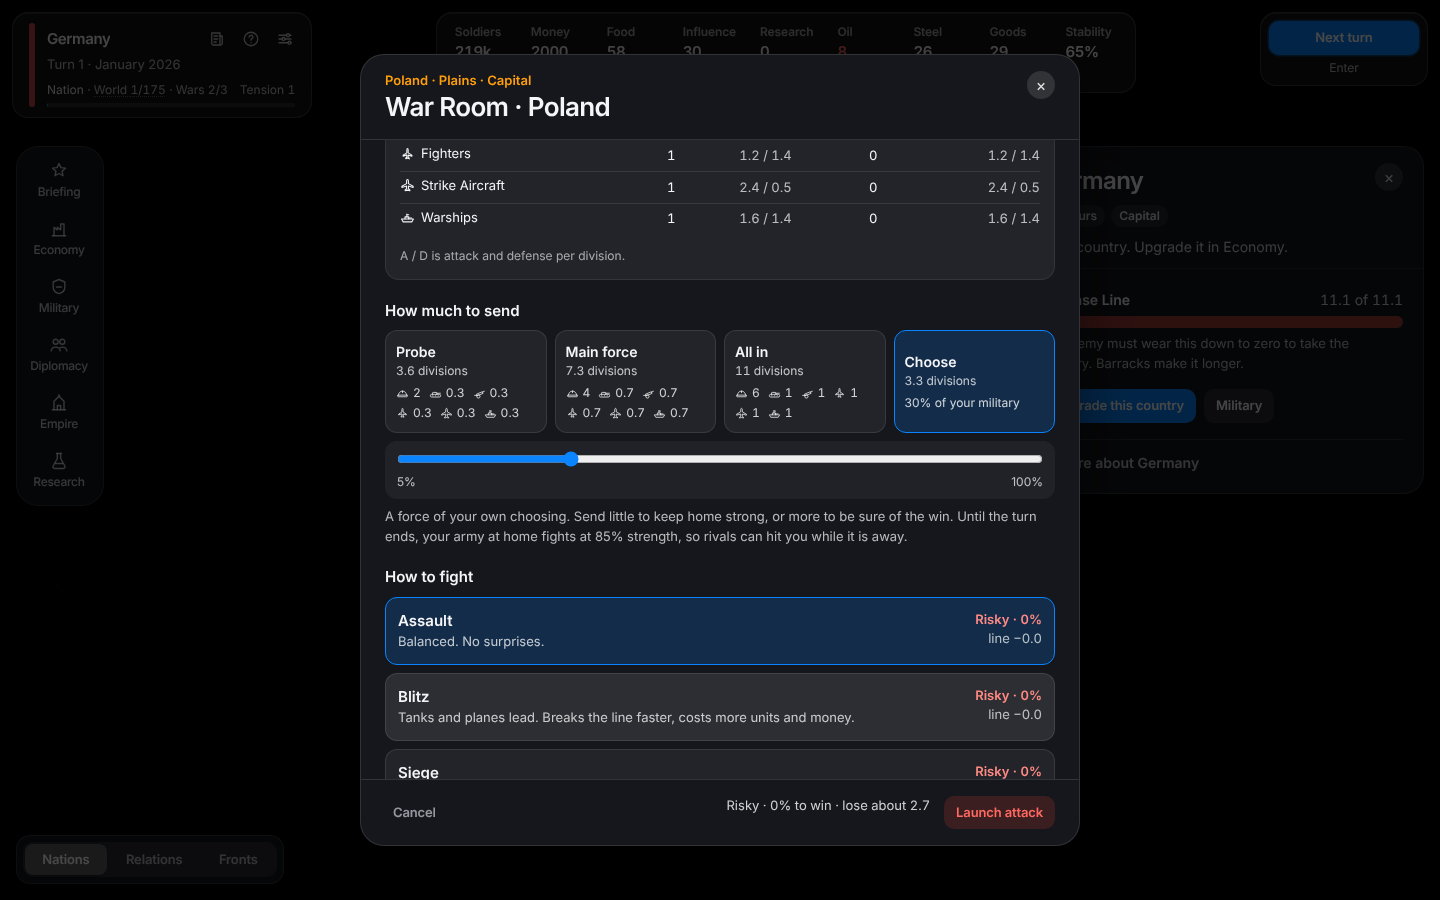 Germany
Turn 1 · January 2026
Nation · World 1/175 · Wars 2/3 Tension 1
Soldiers Money Food Influence Research Oil Steel Goods Stability
219k 2000 58 30 0 8 26 29 65%
Next turn
Enter
Briefing
Economy
Military
Diplomacy
Empire
Research
Poland · Plains · Capital
War Room · Poland
×
Fighters 1 1.2 / 1.4 0 1.2 / 1.4
Strike Aircraft 1 2.4 / 0.5 0 2.4 / 0.5
Warships 1 1.6 / 1.4 0 1.6 / 1.4
A / D is attack and defense per division.
How much to send
Probe
3.6 divisions
2 0.3 0.3
0.3 0.3 0.3
Main force
7.3 divisions
4 0.7 0.7
0.7 0.7 0.7
All in
11 divisions
6 1 1 1
1 1
Choose
3.3 divisions
30% of your military
5% 100%
A force of your own choosing. Send little to keep home strong, or more to be sure of the win. Until the turn
ends, your army at home fights at 85% strength, so rivals can hit you while it is away.
How to fight
Assault Risky · 0%
Balanced. No surprises. line −0.0
Blitz Risky · 0%
Tanks and planes lead. Breaks the line faster, costs more units and money. line −0.0
Siege Risky · 0%
Cancel
Risky · 0% to win · lose about 2.7
Launch attack
rmany
×
urs Capital
country. Upgrade it in Economy.
se Line 11.1 of 11.1
emy must wear this down to zero to take the
ry. Barracks make it longer.
rade this country Military
re about Germany
Nations Relations Fronts